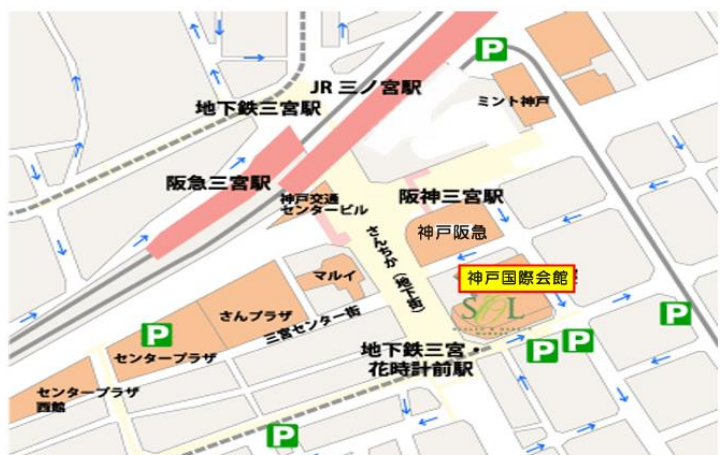 P
JR 三ノ宮駅
地下鉄三宮駅
ミント神戸
阪急三宮駅
阪神三宮駅
神戸交通
センタービル
神戸阪急
さんちか（地下街）
マルイ
神戸国際会館
SOL
さんプラザ
三宮センター街
P
センタープラザ
地下鉄三宮・
花時計前駅
P
P
P
センタープラザ
西館
P